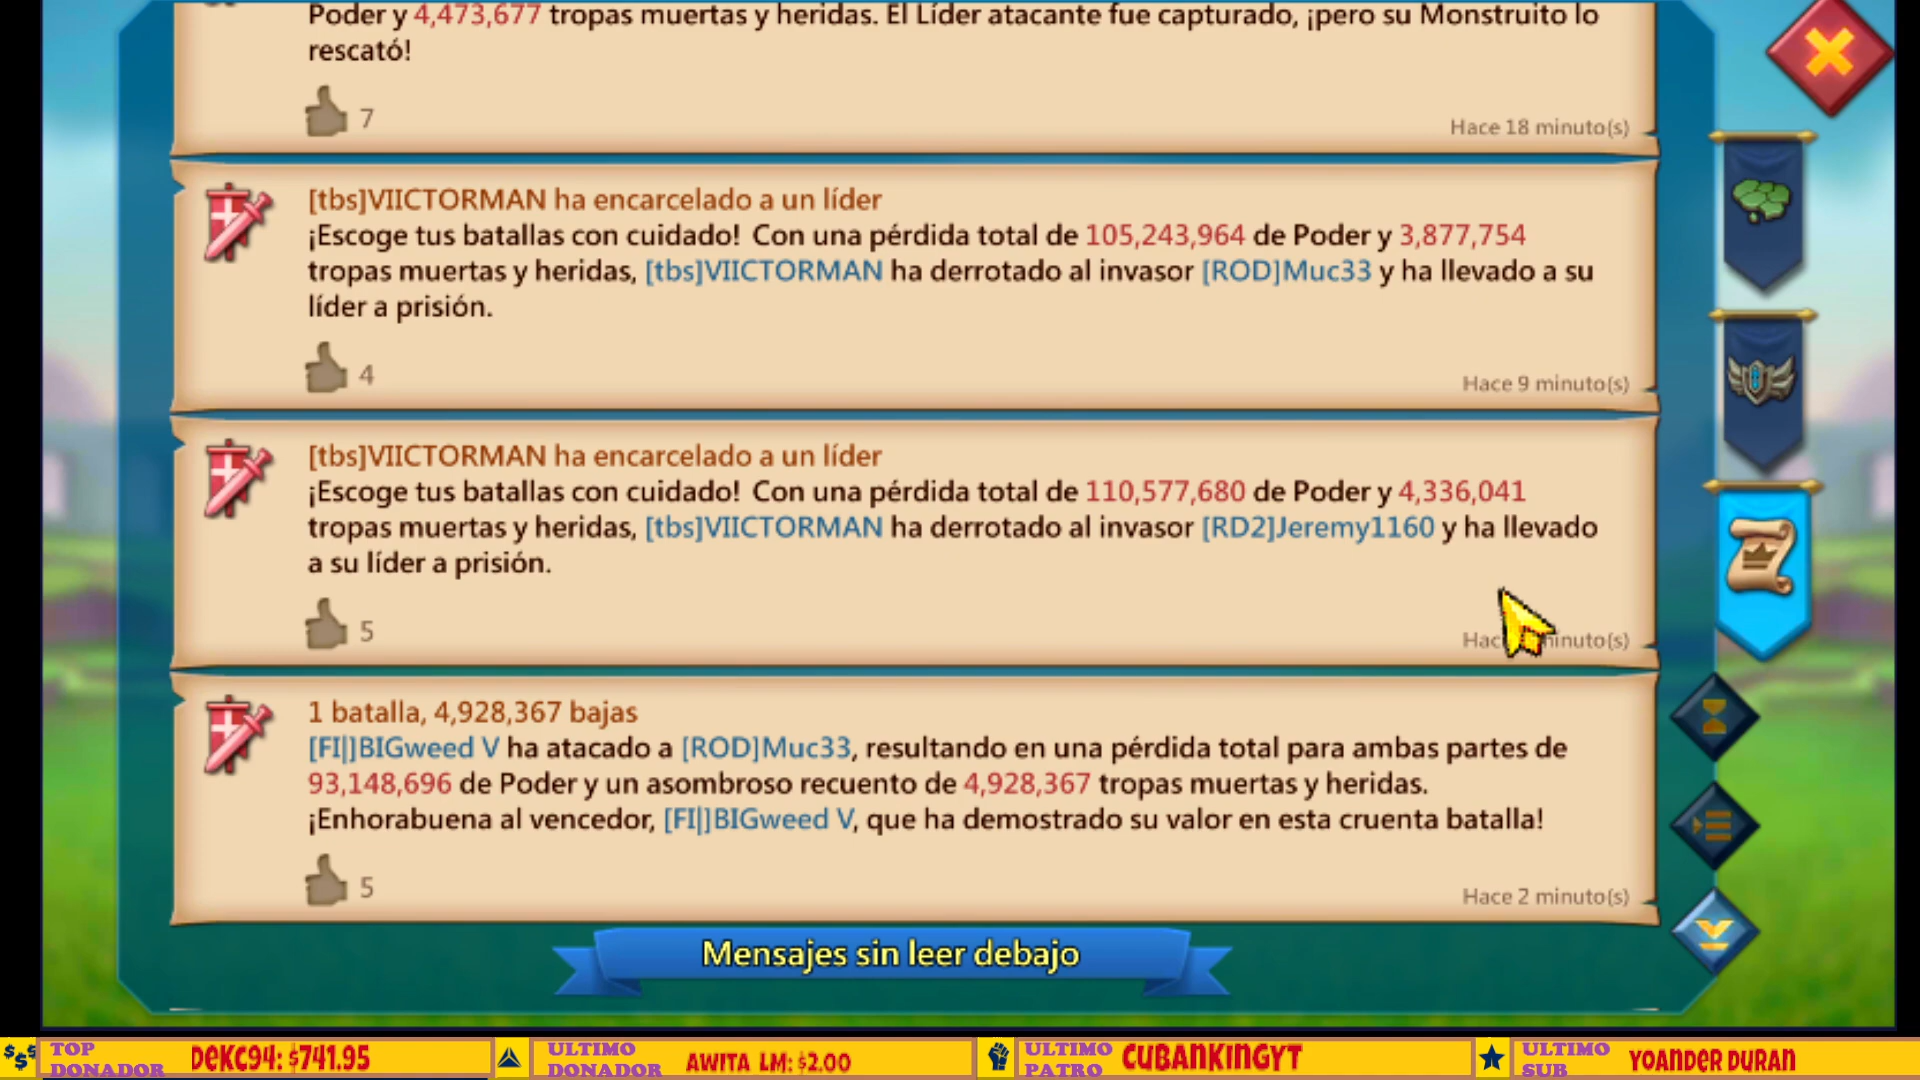 Poder y 4,473,677 tropas muertas y heridas. El Líder atacante fue capturado, ¡pero su Monstruito lo
rescató!
7
Hace 18 minuto(s)
[tbs]VIICTORMAN ha encarcelado a un líder
¡Escoge tus batallas con cuidado! Con una pérdida total de 105,243,964 de Poder y 3,877,754
tropas muertas y heridas, [tbs]VIICTORMAN ha derrotado al invasor [ROD]Muc33 y ha llevado a su
líder a prisión.
4
Hace 9 minuto(s)
[tbs]VIICTORMAN ha encarcelado a un líder
¡Escoge tus batallas con cuidado! Con una pérdida total de 110,577,680 de Poder y 4,336,041
tropas muertas y heridas, [tbs]VIICTORMAN ha derrotado al invasor [RD2]Jeremy1160 y ha llevado
a su líder a prisión.
5
1 batalla, 4,928,367 bajas
[FI|]BIGweed V ha atacado a [ROD]Muc33, resultando en una pérdida total para ambas partes de
93,148,696 de Poder y un asombroso recuento de 4,928,367 tropas muertas y heridas.
¡Enhorabuena al vencedor, [FI|]BIGweed V, que ha demostrado su valor en esta cruenta batalla!
5
Hace 2 minuto(s)
Mensajes sin leer debajo
TOP DONADOR
DEKC94: $741.95
ULTIMO DONADOR
AWITA LM: $2.00
ULTIMO PATRO
CUBANKINGYT
ULTIMO SUB
YOANDER DURAN